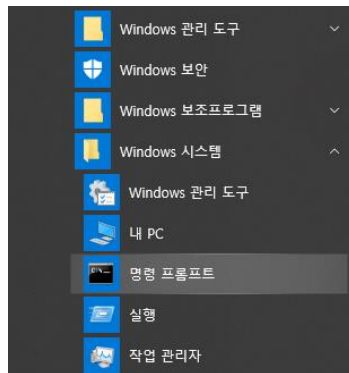 Windows 관리 도구
Windows 보안
Windows 보조프로그램
Windows 시스템
Windows 관리 도구
내 PC
명령 프롬프트
실행
작업 관리자